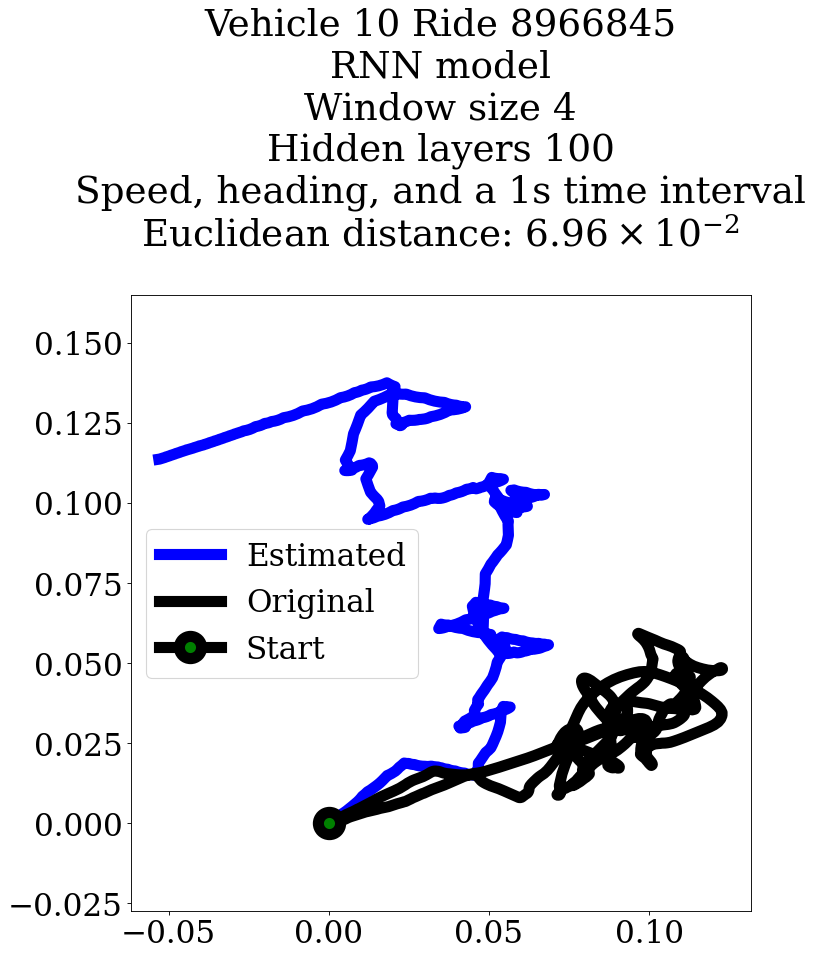 Vehicle 10 Ride 8966845
RNN model
Window size 4
Hidden layers 100
Speed, heading, and a 1s time interval
Euclidean distance: 6.96 × 10⁻²
0.150
0.125
0.100
0.075
0.050
0.025
0.000
−0.025
Estimated
Original
Start
−0.05
0.00
0.05
0.10